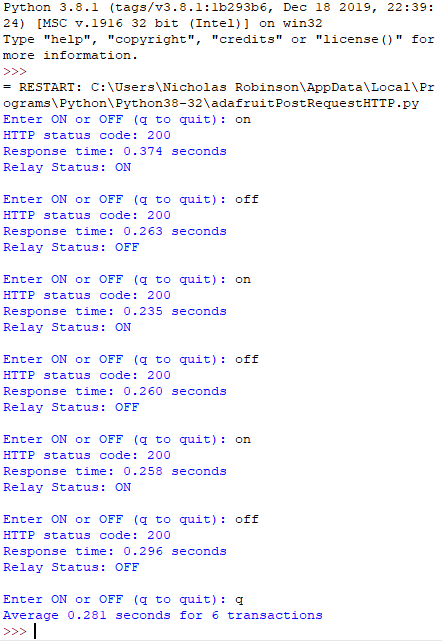 Python 3.8.1 (tags/v3.8.1:1b293b6, Dec 18 2019, 22:39:
24) [MSC v.1916 32 bit (Intel)] on win32
Type "help", "copyright", "credits" or "license()" for
more information.
>>>
= RESTART: C:\Users\Nicholas Robinson\AppData\Local\Pr
ograms\Python\Python38-32\adafruitPostRequestHTTP.py
Enter ON or OFF (q to quit): on
HTTP status code: 200
Response time: 0.374 seconds
Relay Status: ON
Enter ON or OFF (q to quit): off
HTTP status code: 200
Response time: 0.263 seconds
Relay Status: OFF
Enter ON or OFF (q to quit): on
HTTP status code: 200
Response time: 0.235 seconds
Relay Status: ON
Enter ON or OFF (q to quit): off
HTTP status code: 200
Response time: 0.260 seconds
Relay Status: OFF
Enter ON or OFF (q to quit): on
HTTP status code: 200
Response time: 0.258 seconds
Relay Status: ON
Enter ON or OFF (q to quit): off
HTTP status code: 200
Response time: 0.296 seconds
Relay Status: OFF
Enter ON or OFF (q to quit): q
Average 0.281 seconds for 6 transactions
>>>